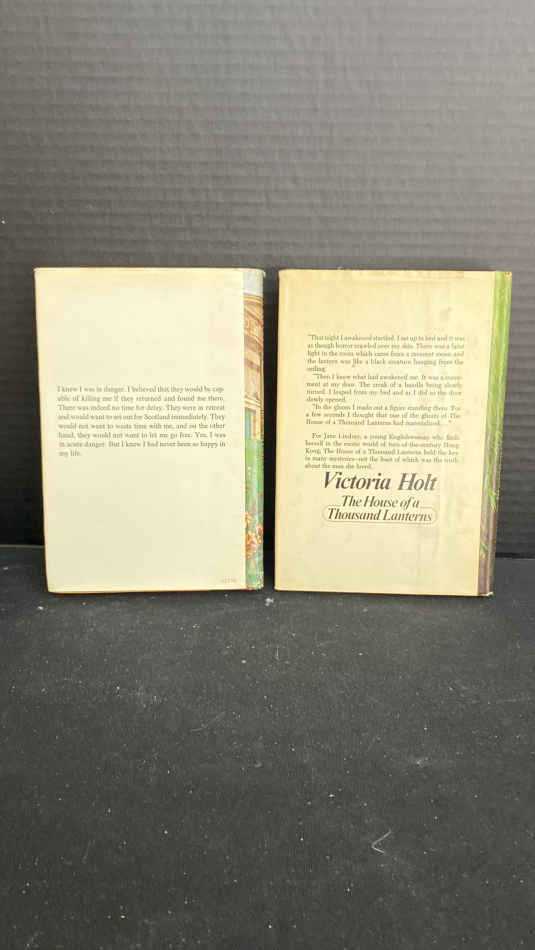 I knew I was in danger. I believed that they would be cap-
able of killing me if they returned and found me there.
There was indeed no time for delay. They were in retreat
and would want to set out for Scotland immediately. They
would not want to waste time with me, and on the other
hand, they would not want to let me go free. Yes, I was
in acute danger. But I knew I had never been so happy in
my life.
"That night I awakened startled. I sat up in bed and it was
as though horror crawled over my skin. There was a faint
light in the room which came from a crescent moon and
the lantern was like a black creature hanging from the
ceiling.
"Then I knew what had awakened me. It was a move-
ment at my door. The creak of a handle being slowly
turned. I leaped from my bed and as I did so the door
slowly opened.
"In the gloom I made out a figure standing there. For
a few seconds I thought that one of the ghosts of The
House of a Thousand Lanterns had materialized. . . ."
For Jane Lindsay, a young Englishwoman who finds
herself in the exotic world of turn-of-the-century Hong
Kong, The House of a Thousand Lanterns held the key
to many mysteries—not the least of which was the truth
about the man she loved.
Victoria Holt
The House of a
Thousand Lanterns